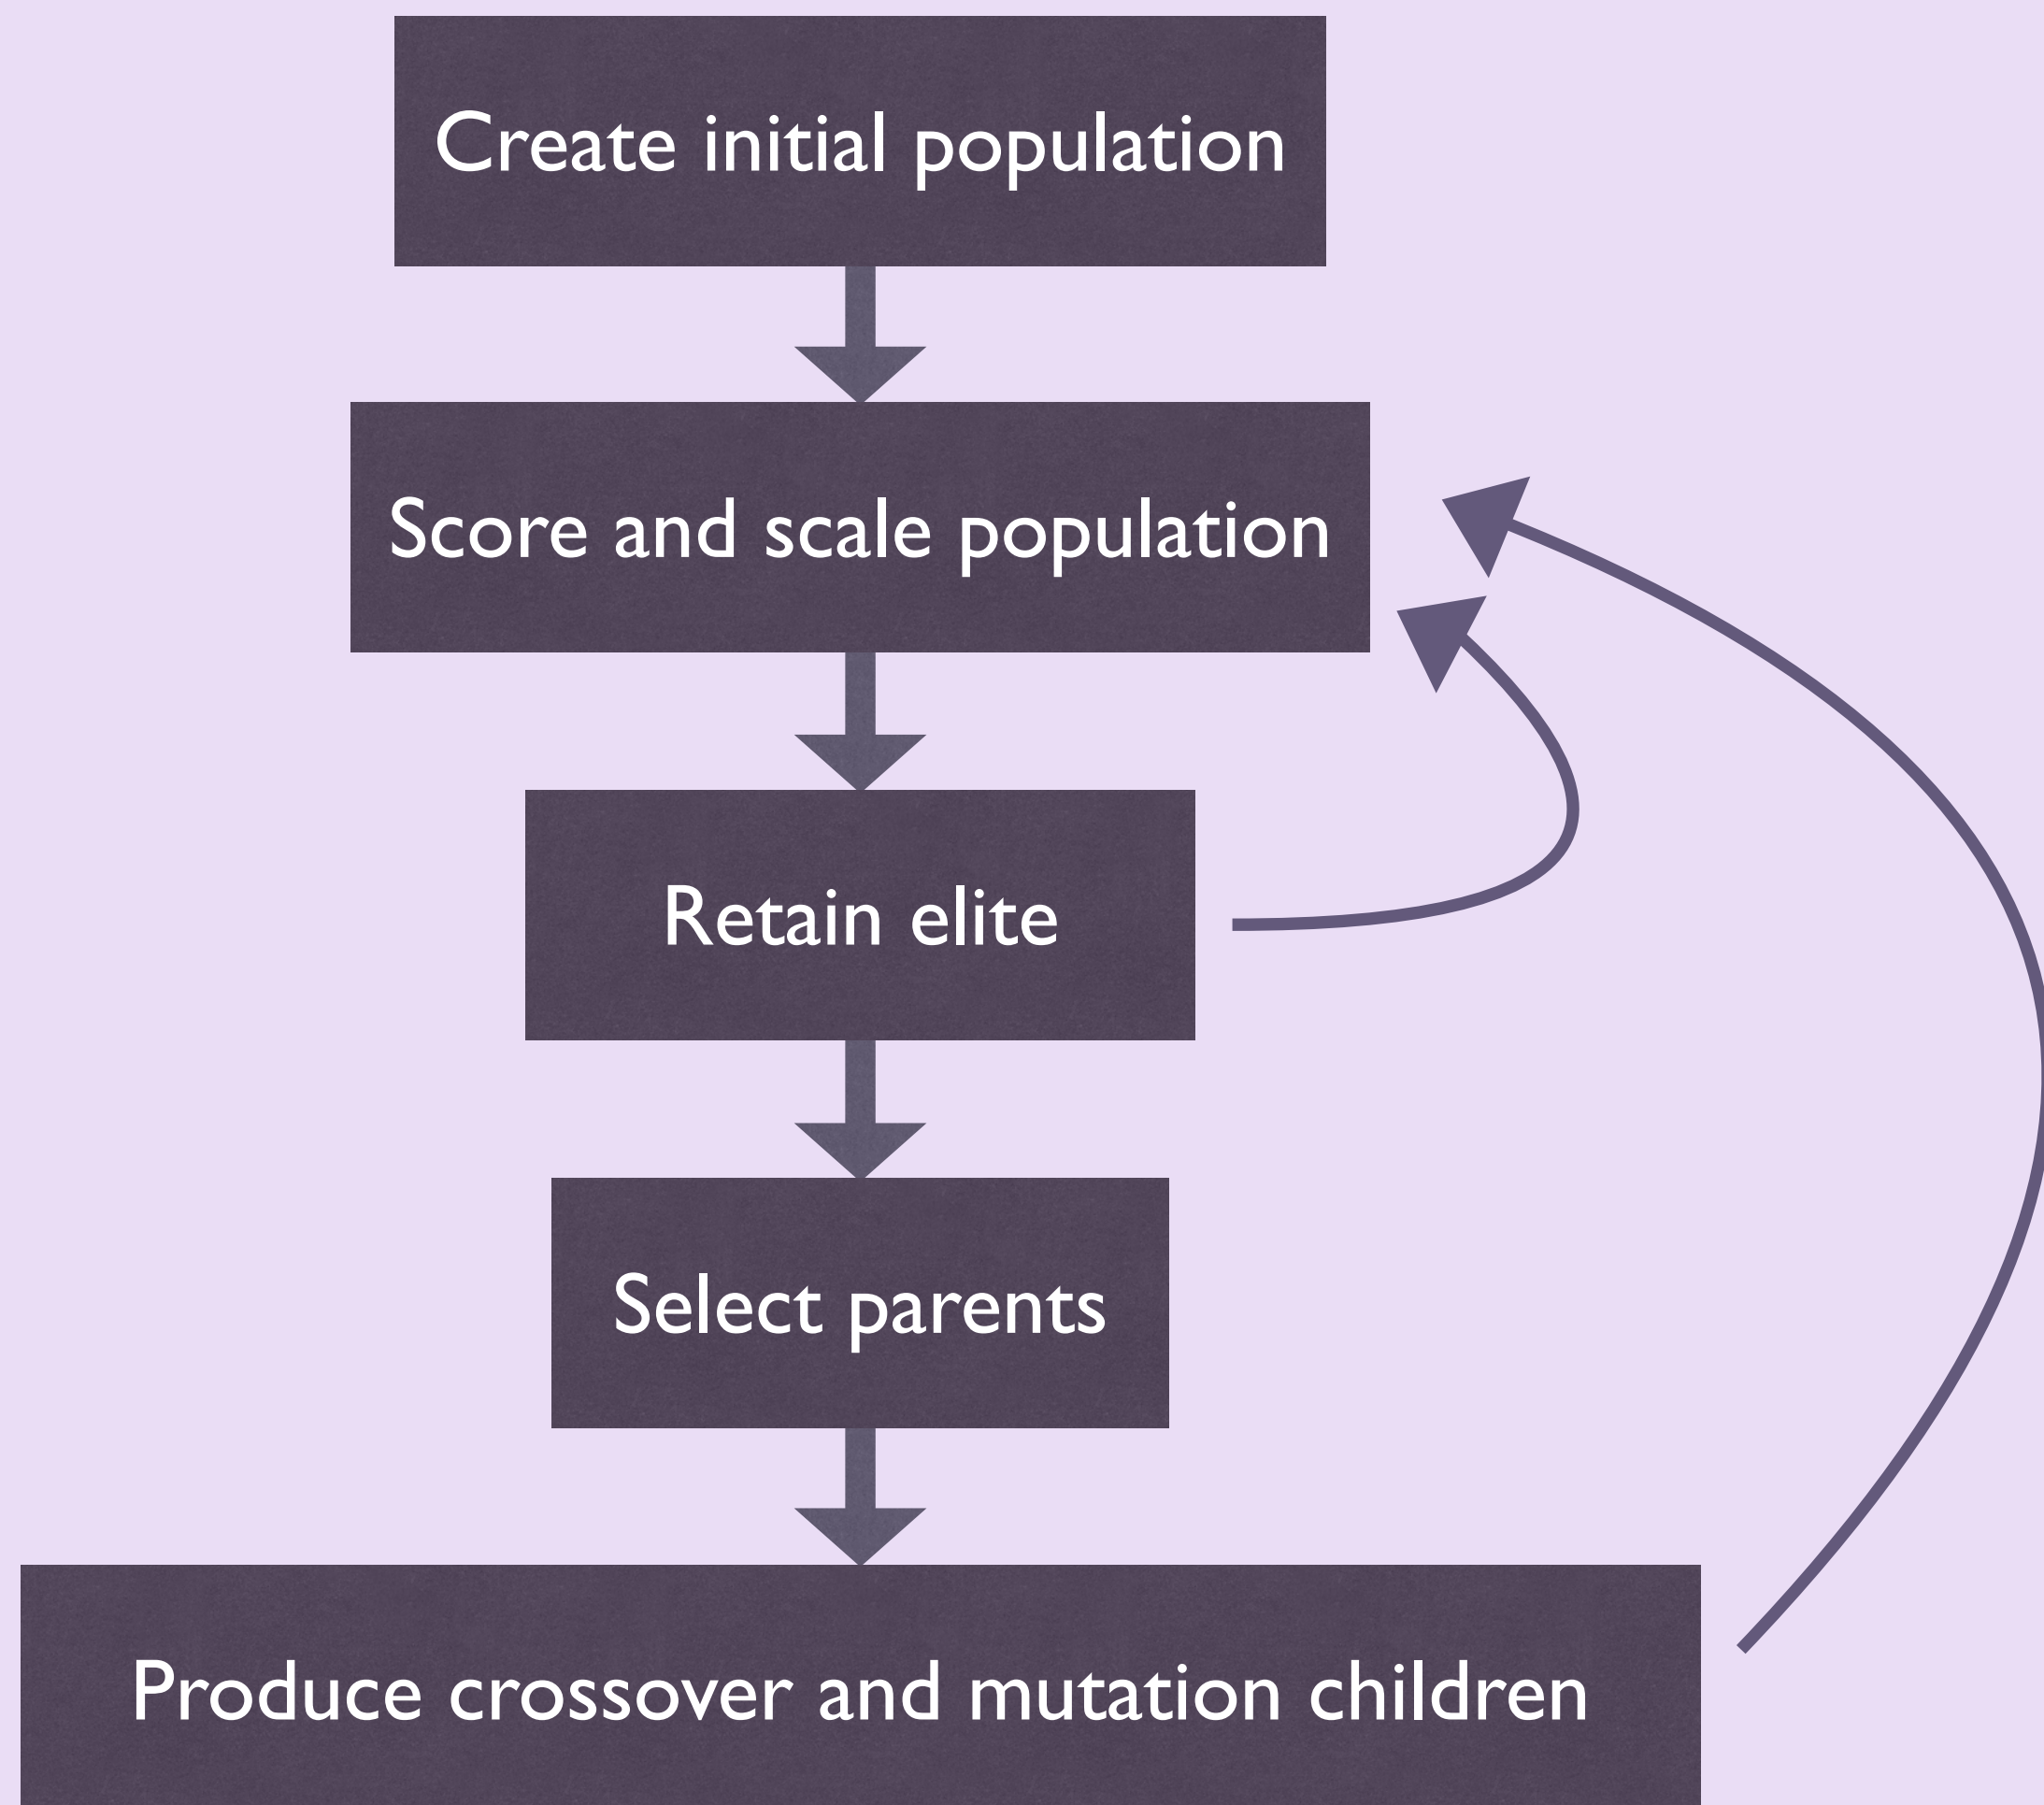 Create initial population
Score and scale population
Retain elite
Select parents
Produce crossover and mutation children